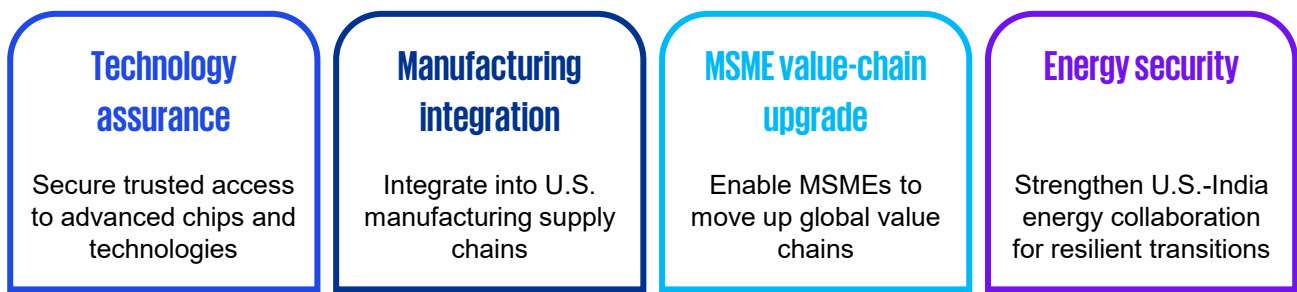 Technology
assurance
Secure trusted access
to advanced chips and
technologies
Manufacturing
integration
Integrate into U.S.
manufacturing supply
chains
MSME value-chain
upgrade
Enable MSMEs to
move up global value
chains
Energy security
Strengthen U.S.-India
energy collaboration
for resilient transitions